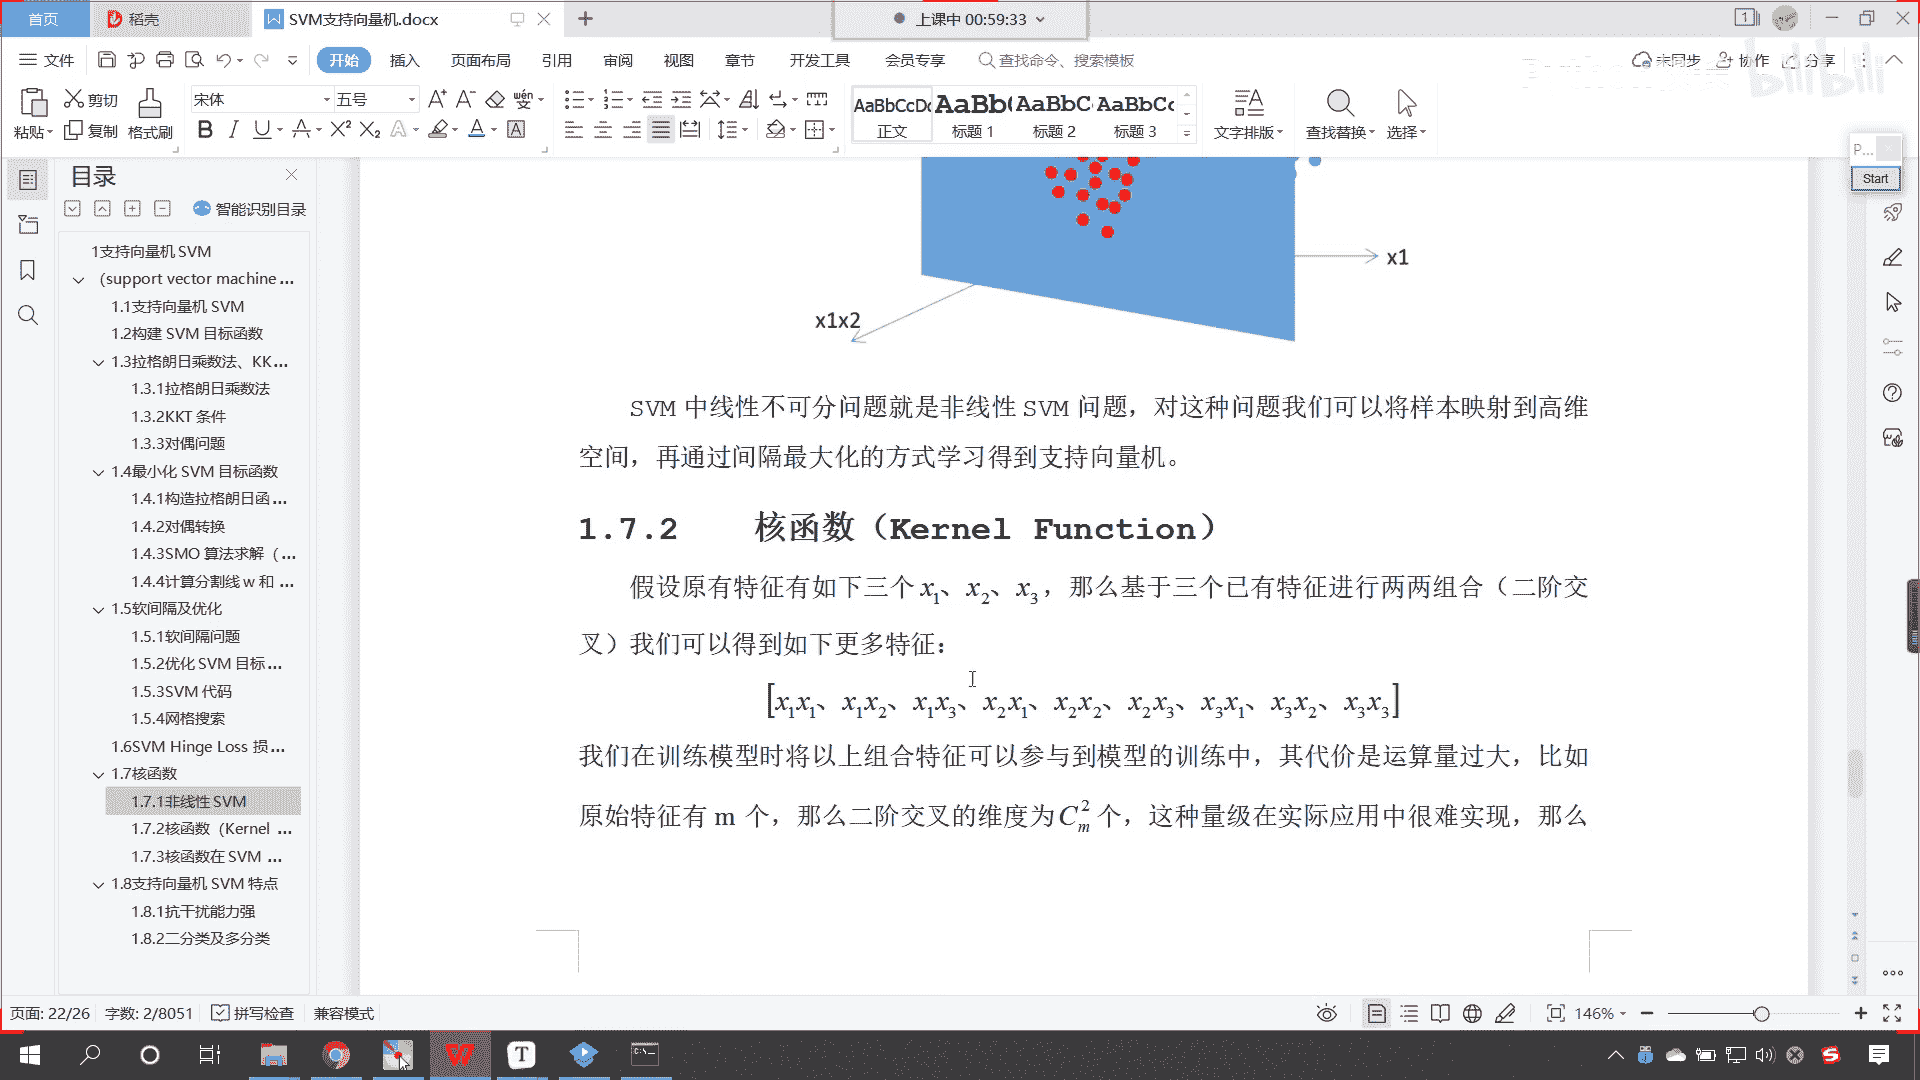 首页
稻壳
SVM支持向量机.docx
上课中 00:59:33
文件
开始
插入
页面布局
引用
审阅
视图
章节
开发工具
会员专享
查找命令、搜索模板
未同步
协作
分享
bilibili
粘贴
剪切
复制
格式刷
宋体
五号
AaBbCcDd
正文
AaBb(
标题 1
AaBbC
标题 2
AaBbCc
标题 3
文字排版
查找替换
选择
P...
Start
目录
智能识别目录
1支持向量机 SVM
（support vector machine ...
1.1支持向量机 SVM
1.2构建 SVM 目标函数
1.3拉格朗日乘数法、KK...
1.3.1拉格朗日乘数法
1.3.2KKT 条件
1.3.3对偶问题
1.4最小化 SVM 目标函数
1.4.1构造拉格朗日函 ...
1.4.2对偶转换
1.4.3SMO 算法求解（ ...
1.4.4计算分割线 w 和 ...
1.5软间隔及优化
1.5.1软间隔问题
1.5.2优化 SVM 目标 ...
1.5.3SVM 代码
1.5.4网格搜索
1.6SVM Hinge Loss 损 ...
1.7核函数
1.7.1非线性 SVM
1.7.2核函数（Kernel ...
1.7.3核函数在 SVM ...
1.8支持向量机 SVM 特点
1.8.1抗干扰能力强
1.8.2二分类及多分类
x1
x1x2
SVM 中线性不可分问题就是非线性 SVM 问题，对这种问题我们可以将样本映射到高维
空间，再通过间隔最大化的方式学习得到支持向量机。
1.7.2 核函数（Kernel Function）
假设原有特征有如下三个 x₁、x₂、x₃，那么基于三个已有特征进行两两组合（二阶交
叉）我们可以得到如下更多特征：
[x₁x₁、x₁x₂、x₁x₃、x₂x₁、x₂x₂、x₂x₃、x₃x₁、x₃x₂、x₃x₃]
我们在训练模型时将以上组合特征可以参与到模型的训练中，其代价是运算量过大，比如
原始特征有 m 个，那么二阶交叉的维度为 C²ₘ 个，这种量级在实际应用中很难实现，那么
页面: 22/26
字数: 2/8051
拼写检查
兼容模式
146%